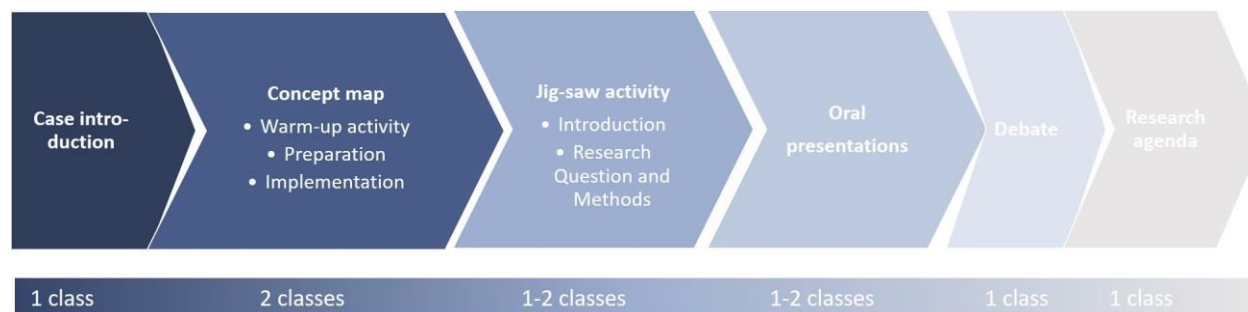 Case intro-
duction
Concept map
• Warm-up activity
• Preparation
• Implementation
Jig-saw activity
• Introduction
• Research
Question and
Methods
Oral
presentations
Debate
Research
agenda
1 class
2 classes
1-2 classes
1-2 classes
1 class
1 class